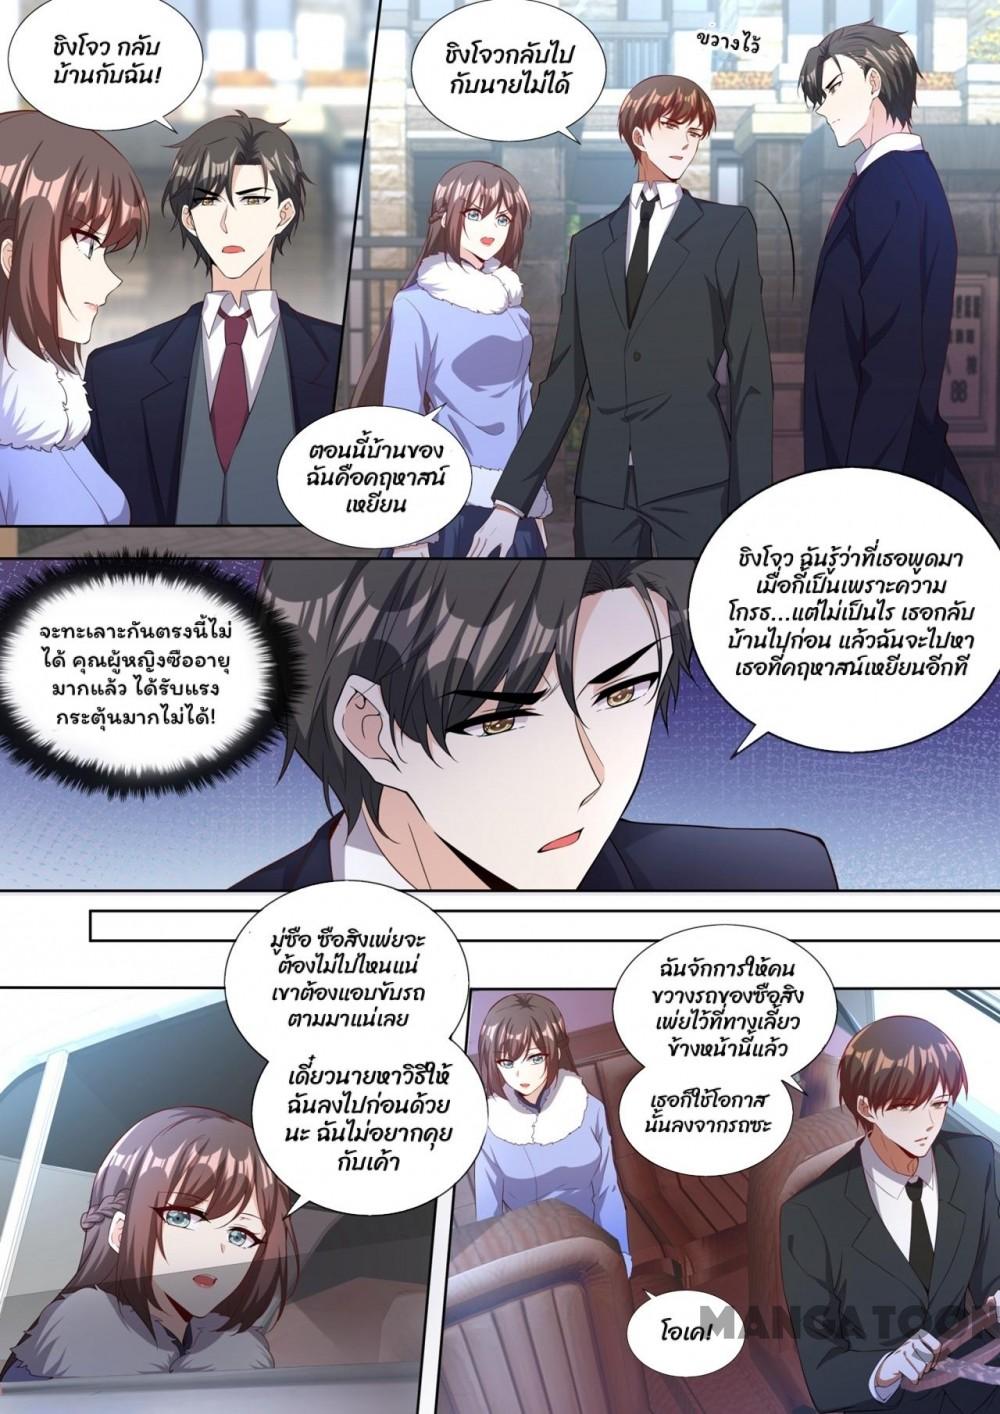 ชิงโจว กลับ
บ้านกับฉัน!
ชิงโจวกลับไป
กับนายไม่ได้
ขวางไว้
ตอนนี้บ้านของ
ฉันคือคฤหาสน์
เหยียน
ชิงโจว ฉันรู้ว่าที่เธอพูดมา
เมื่อกี้เป็นเพราะความ
โกรธ...แต่ไม่เป็นไร เธอกลับ
บ้านไปก่อน แล้วฉันจะไปหา
เธอที่คฤหาสน์เหยียนอีกที
จะทะเลาะกันตรงนี้ไม่
ได้ คุณผู้หญิงซืออายุ
มากแล้ว ได้รับแรง
กระตุ้นมากไม่ได้!
มู่ซือ ซือสิงเพ่ยจะ
ต้องไม่ไปไหนแน่
เขาต้องแอบขับรถ
ตามมาแน่เลย
เดี๋ยวนายหาวิธีให้
ฉันลงไปก่อนด้วย
นะ ฉันไม่อยากคุย
กับเค้า
ฉันจัดการให้คน
ขวางรถของซือสิง
เพ่ยไว้ที่ทางเลี้ยว
ข้างหน้านี้แล้ว
เธอก็ใช้โอกาส
นั้นลงจากรถซะ
โอเค!
MANGATOON